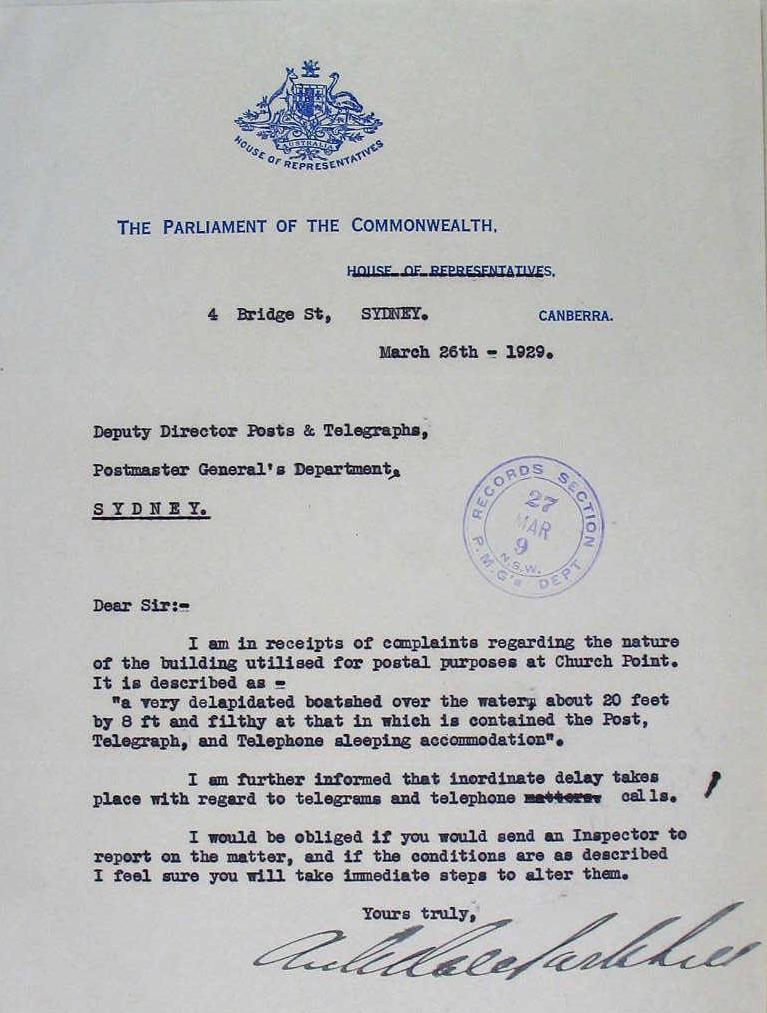 AUSTRALIA
HOUSE OF REPRESENTATIVES
THE PARLIAMENT OF THE COMMONWEALTH.
HOUSE OF REPRESENTATIVES,
4 Bridge St, SYDNEY. CANBERRA.
March 26th - 1929.
Deputy Director Posts & Telegraphs,
Postmaster General's Department,
SYDNEY.
RECORDS SECTION
27
MAR
9
N.S.W.
P.M.G's DEPT
Dear Sir:-
I am in receipts of complaints regarding the nature
of the building utilised for postal purposes at Church Point.
It is described as -
"a very delapidated boatshed over the water, about 20 feet
by 8 ft and filthy at that in which is contained the Post,
Telegraph, and Telephone sleeping accommodation".
I am further informed that inordinate delay takes
place with regard to telegrams and telephone matters calls.
I would be obliged if you would send an Inspector to
report on the matter, and if the conditions are as described
I feel sure you will take immediate steps to alter them.
Yours truly,